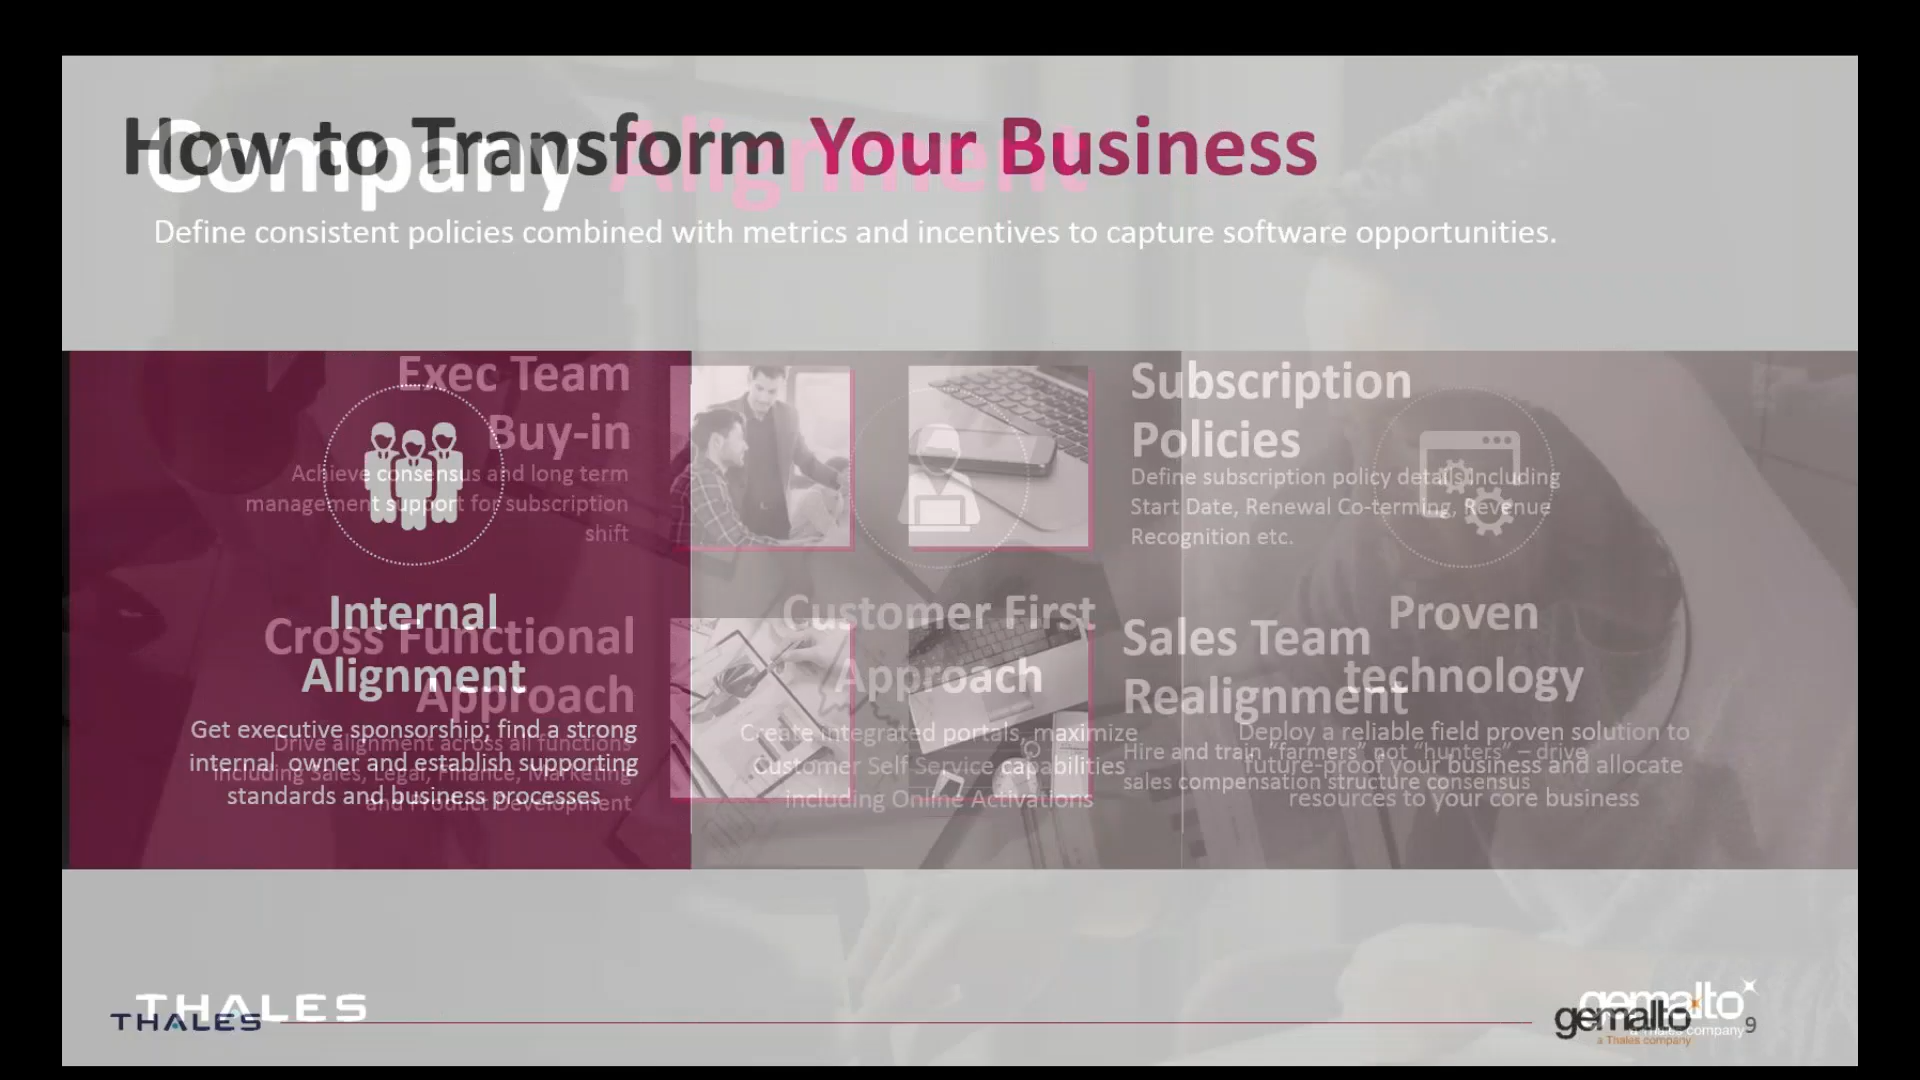 How to Transform Your Business
Company Alignment
Define consistent policies combined with metrics and incentives to capture software opportunities.
Exec Team
Buy-in
Achieve consensus and long term
management support for subscription
shift
Subscription
Policies
Define subscription policy details including
Start Date, Renewal Co-terming, Revenue
Recognition etc.
Internal
Alignment
Get executive sponsorship; find a strong
internal owner and establish supporting
standards and business processes
Cross Functional
Approach
Drive alignment across all functions
including Sales, Legal, Finance, Marketing
and Product Development
Customer First
Approach
Create integrated portals, maximize
Customer Self Service capabilities
including Online Activations
Sales Team
Realignment
Hire and train “farmers” not “hunters” – drive
sales compensation structure consensus
Proven
technology
Deploy a reliable field proven solution to
future-proof your business and allocate
resources to your core business
THALES
THALES
gemalto
a Thales company
gemalto
a Thales company
9